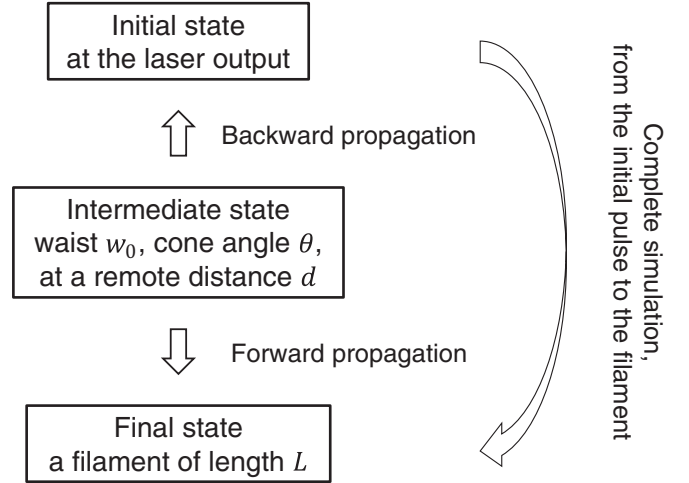 Initial state
at the laser output
Backward propagation
Intermediate state
waist w₀, cone angle θ,
at a remote distance d
Forward propagation
Final state
a filament of length L
Complete simulation,
from the initial pulse to the filament